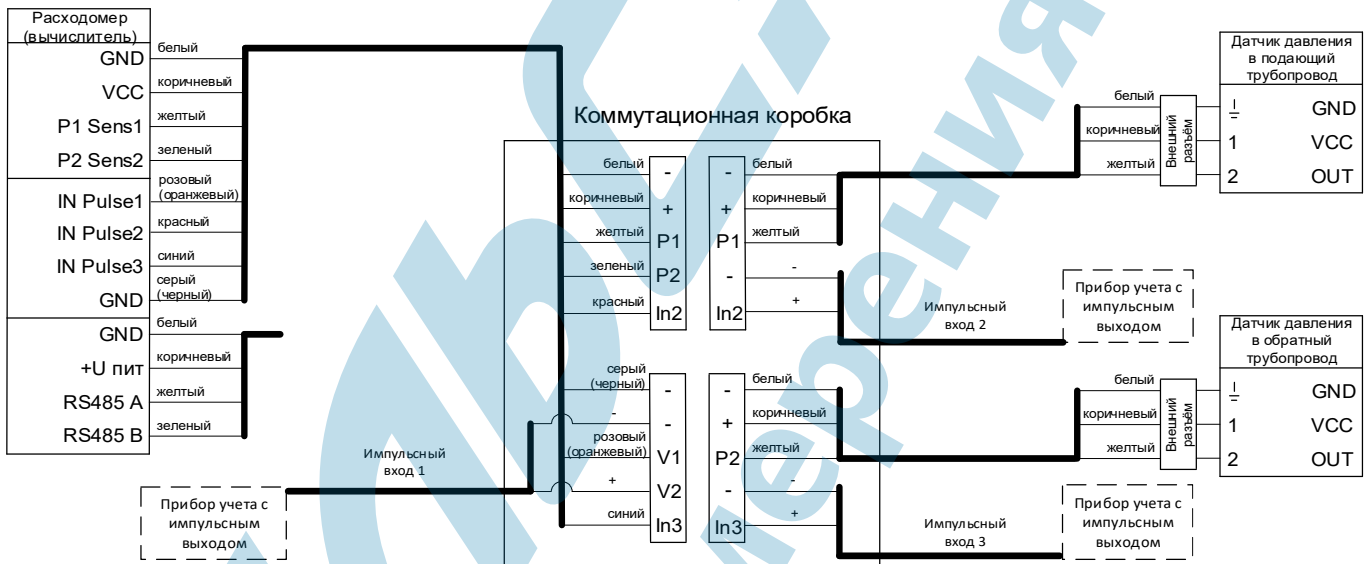 Расходомер
(вычислитель)
GND
белый
VCC
коричневый
P1 Sens1
желтый
P2 Sens2
зеленый
IN Pulse1
розовый
(оранжевый)
IN Pulse2
красный
IN Pulse3
синий
GND
серый
(черный)
GND
белый
+U пит
коричневый
RS485 A
желтый
RS485 B
зеленый
Импульсный
вход 1
Прибор учета с
импульсным
выходом
Коммутационная коробка
белый
-
коричневый
+
желтый
P1
зеленый
P2
красный
In2
-
белый
+
коричневый
P1
желтый
-
-
In2
+
серый
(черный)
-
-
-
розовый
(оранжевый)
V1
+
V2
синий
In3
-
белый
+
коричневый
P2
желтый
-
-
In3
+
Импульсный
вход 2
Прибор учета с
импульсным
выходом
Импульсный
вход 3
Прибор учета с
импульсным
выходом
Датчик давления
в подающий
трубопровод
белый
коричневый
желтый
Внешний
разъём
GND
1 VCC
2 OUT
Датчик давления
в обратный
трубопровод
белый
коричневый
желтый
Внешний
разъём
GND
1 VCC
2 OUT